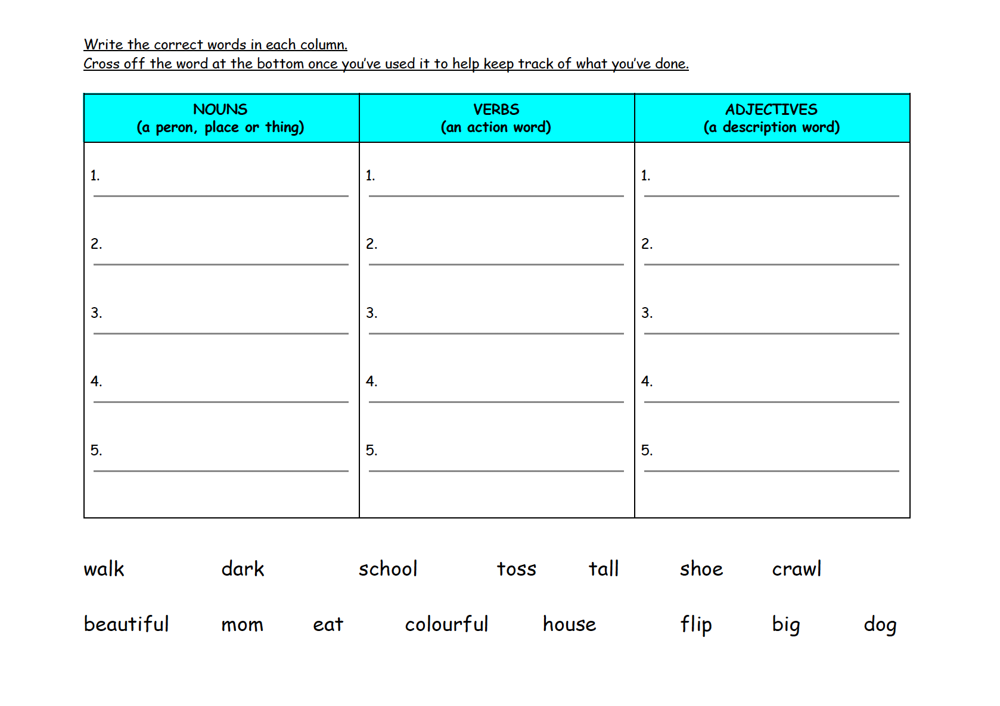 Write the correct words in each column.
Cross off the word at the bottom once you've used it to help keep track of what you've done.
NOUNS
(a peron, place or thing)
VERBS
(an action word)
ADJECTIVES
(a description word)
1.
2.
3.
4.
5.
1.
2.
3.
4.
5.
1.
2.
3.
4.
5.
walk dark school toss tall shoe crawl
beautiful mom eat colourful house flip big dog